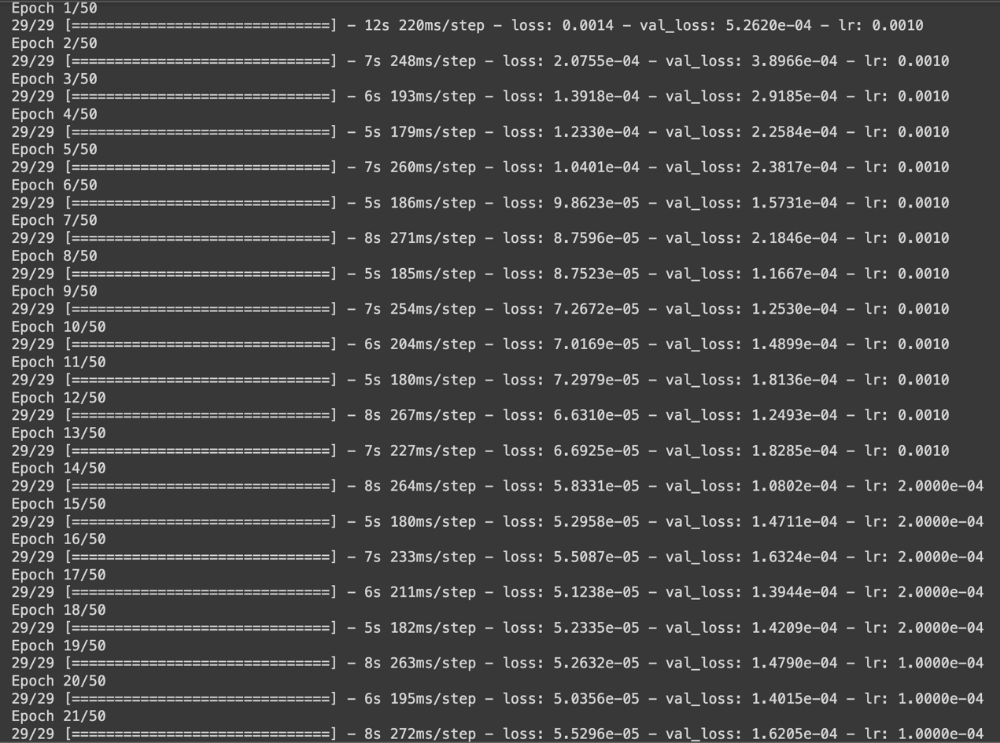 Epoch 1/50
29/29 [==============================] - 12s 220ms/step - loss: 0.0014 - val_loss: 5.2620e-04 - lr: 0.0010
Epoch 2/50
29/29 [==============================] - 7s 248ms/step - loss: 2.0755e-04 - val_loss: 3.8966e-04 - lr: 0.0010
Epoch 3/50
29/29 [==============================] - 6s 193ms/step - loss: 1.3918e-04 - val_loss: 2.9185e-04 - lr: 0.0010
Epoch 4/50
29/29 [==============================] - 5s 179ms/step - loss: 1.2330e-04 - val_loss: 2.2584e-04 - lr: 0.0010
Epoch 5/50
29/29 [==============================] - 7s 260ms/step - loss: 1.0401e-04 - val_loss: 2.3817e-04 - lr: 0.0010
Epoch 6/50
29/29 [==============================] - 5s 186ms/step - loss: 9.8623e-05 - val_loss: 1.5731e-04 - lr: 0.0010
Epoch 7/50
29/29 [==============================] - 8s 271ms/step - loss: 8.7596e-05 - val_loss: 2.1846e-04 - lr: 0.0010
Epoch 8/50
29/29 [==============================] - 5s 185ms/step - loss: 8.7523e-05 - val_loss: 1.1667e-04 - lr: 0.0010
Epoch 9/50
29/29 [==============================] - 7s 254ms/step - loss: 7.2672e-05 - val_loss: 1.2530e-04 - lr: 0.0010
Epoch 10/50
29/29 [==============================] - 6s 204ms/step - loss: 7.0169e-05 - val_loss: 1.4899e-04 - lr: 0.0010
Epoch 11/50
29/29 [==============================] - 5s 180ms/step - loss: 7.2979e-05 - val_loss: 1.8136e-04 - lr: 0.0010
Epoch 12/50
29/29 [==============================] - 8s 267ms/step - loss: 6.6310e-05 - val_loss: 1.2493e-04 - lr: 0.0010
Epoch 13/50
29/29 [==============================] - 7s 227ms/step - loss: 6.6925e-05 - val_loss: 1.8285e-04 - lr: 0.0010
Epoch 14/50
29/29 [==============================] - 8s 264ms/step - loss: 5.8331e-05 - val_loss: 1.0802e-04 - lr: 2.0000e-04
Epoch 15/50
29/29 [==============================] - 5s 180ms/step - loss: 5.2958e-05 - val_loss: 1.4711e-04 - lr: 2.0000e-04
Epoch 16/50
29/29 [==============================] - 7s 233ms/step - loss: 5.5087e-05 - val_loss: 1.6324e-04 - lr: 2.0000e-04
Epoch 17/50
29/29 [==============================] - 6s 211ms/step - loss: 5.1238e-05 - val_loss: 1.3944e-04 - lr: 2.0000e-04
Epoch 18/50
29/29 [==============================] - 5s 182ms/step - loss: 5.2335e-05 - val_loss: 1.4209e-04 - lr: 2.0000e-04
Epoch 19/50
29/29 [==============================] - 8s 263ms/step - loss: 5.2632e-05 - val_loss: 1.4790e-04 - lr: 1.0000e-04
Epoch 20/50
29/29 [==============================] - 6s 195ms/step - loss: 5.0356e-05 - val_loss: 1.4015e-04 - lr: 1.0000e-04
Epoch 21/50
29/29 [==============================] - 8s 272ms/step - loss: 5.5296e-05 - val_loss: 1.6205e-04 - lr: 1.0000e-04